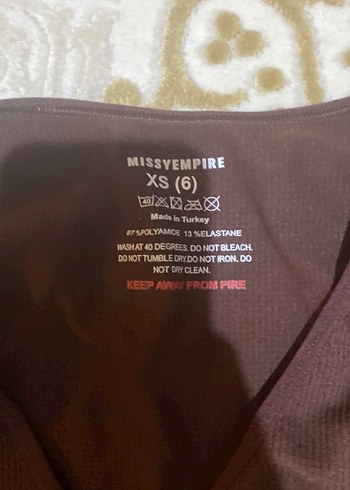 MISSYEMPIRE
XS (6)
40
Made in Turkey
87 %POLYAMIDE 13 %ELASTANE
WASH AT 40 DEGREES. DO NOT BLEACH.
DO NOT TUMBLE DRY.DO NOT IRON. DO
NOT DRY CLEAN.
KEEP AWAY FROM FIRE